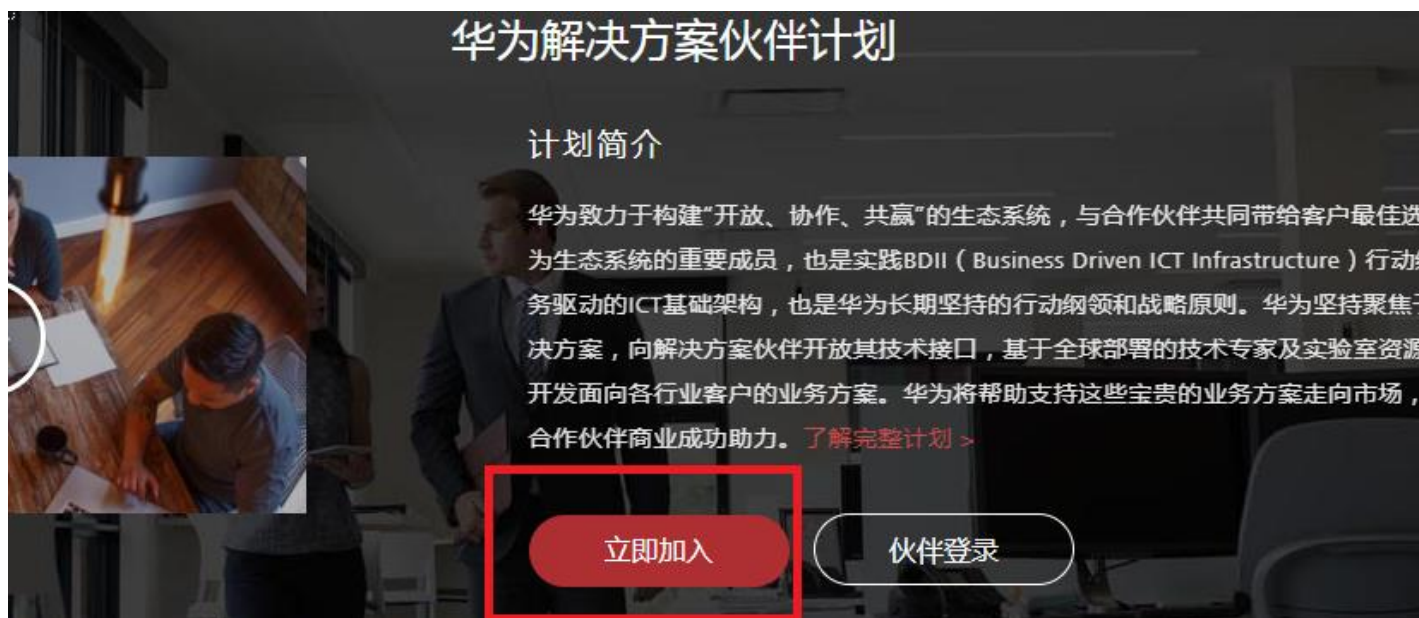 华为解决方案伙伴计划
计划简介
华为致力于构建“开放、协作、共赢”的生态系统，与合作伙伴共同带给客户最佳选
为生态系统的重要成员，也是实践BDII（Business Driven ICT Infrastructure）行动
务驱动的ICT基础架构，也是华为长期坚持的行动纲领和战略原则。华为坚持聚焦
决方案，向解决方案伙伴开放其技术接口，基于全球部署的技术专家及实验室资源
开发面向各行业客户的业务方案。华为将帮助支持这些宝贵的业务方案走向市场，
合作伙伴商业成功助力。了解完整计划 >
立即加入
伙伴登录